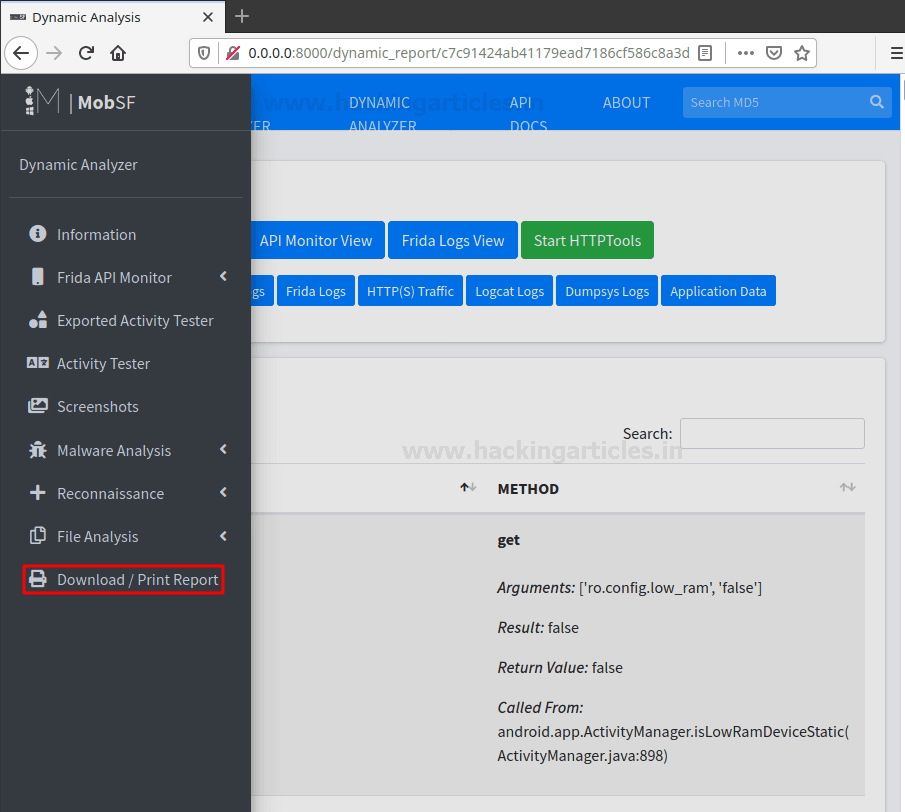 Dynamic Analysis
0.0.0.0:8000/dynamic_report/c7c91424ab41179ead7186cf586c8a3d
| MobSF
www.hackingarticles.in
ZER
DYNAMIC
ANALYZER
API
DOCS
ABOUT
Search MD5
Dynamic Analyzer
Information
Frida API Monitor
Exported Activity Tester
Activity Tester
Screenshots
Malware Analysis
Reconnaissance
File Analysis
Download / Print Report
API Monitor View
Frida Logs View
Start HTTPTools
gs
Frida Logs
HTTP(S) Traffic
Logcat Logs
Dumpsys Logs
Application Data
Search:
www.hackingarticles.in
METHOD
get
Arguments: ['ro.config.low_ram', 'false']
Result: false
Return Value: false
Called From:
android.app.ActivityManager.isLowRamDeviceStatic(
ActivityManager.java:898)